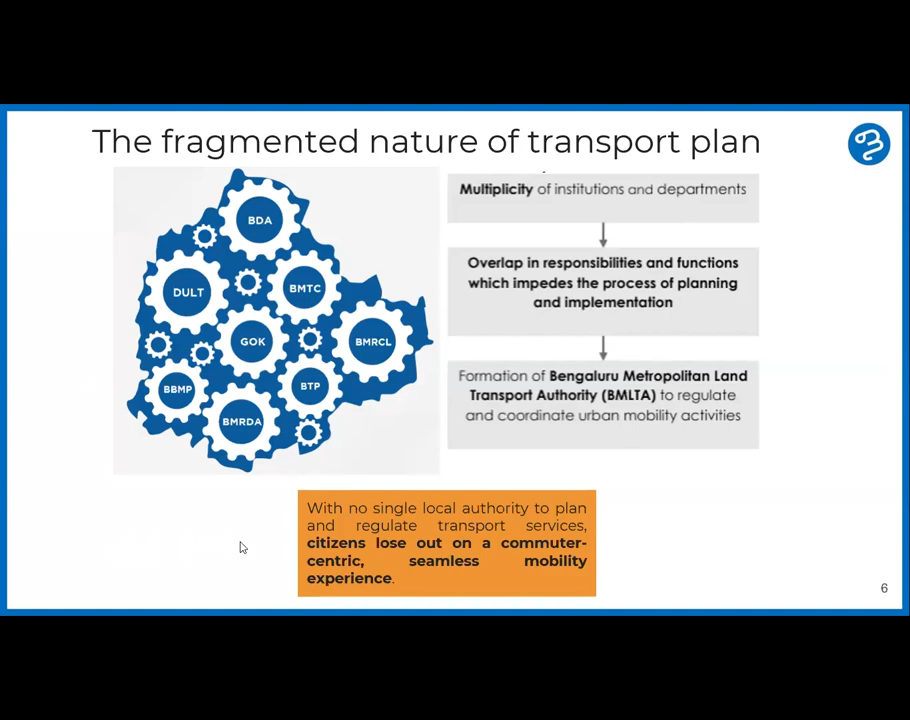 The fragmented nature of transport plan
BDA
DULT
BMTC
GOK
BMRCL
BBMP
BTP
BMRDA
Multiplicity of institutions and departments
Overlap in responsibilities and functions
which impedes the process of planning
and implementation
Formation of Bengaluru Metropolitan Land
Transport Authority (BMLTA) to regulate
and coordinate urban mobility activities
With no single local authority to plan
and regulate transport services,
citizens lose out on a commuter-
centric, seamless mobility
experience.
6